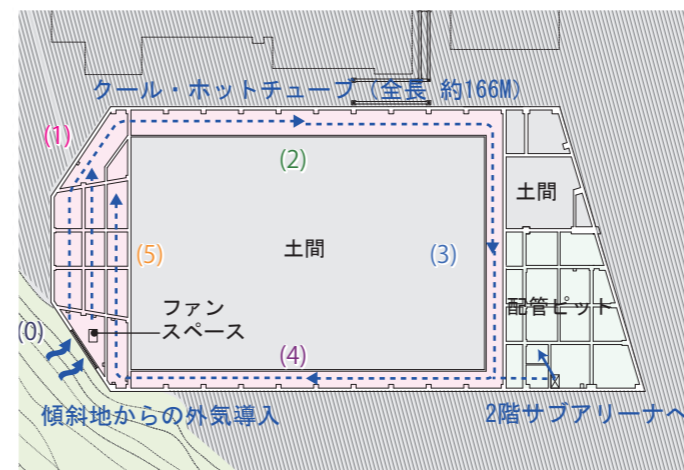 クール・ホットチューブ（全長 約166M）
(1)
(2)
土間
土間
(5)
(3)
配管ピット
ファン
スペース
(0)
(4)
傾斜地からの外気導入
2階サブアリーナへ